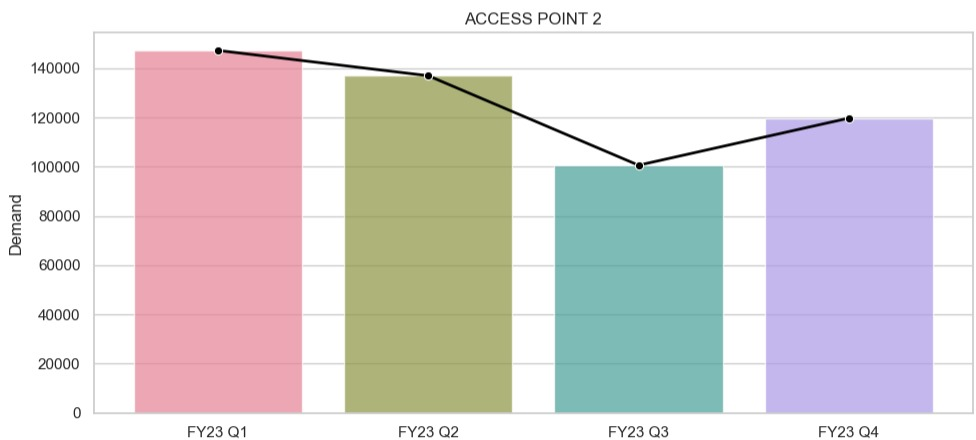 ACCESS POINT 2
Demand
140000
120000
100000
80000
60000
40000
20000
0
FY23 Q1
FY23 Q2
FY23 Q3
FY23 Q4